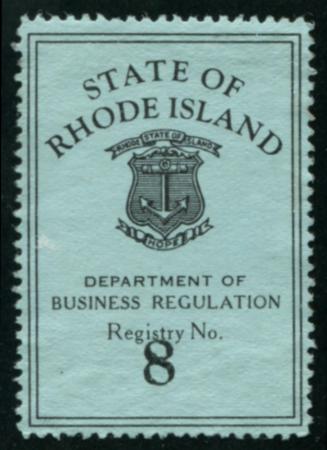 STATE OF
RHODE ISLAND
RHODE STATE OF ISLAND
HOPE
DEPARTMENT OF
BUSINESS REGULATION
Registry No.
8